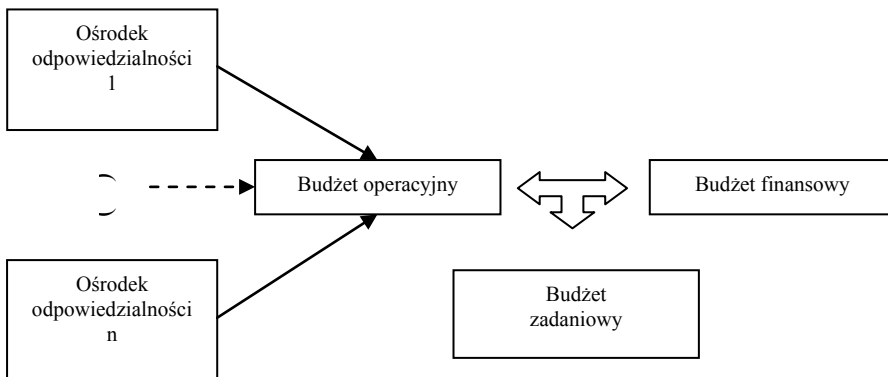 Ośrodek
odpowiedzialności
1
Budżet operacyjny
Budżet finansowy
Ośrodek
odpowiedzialności
n
Budżet
zadaniowy